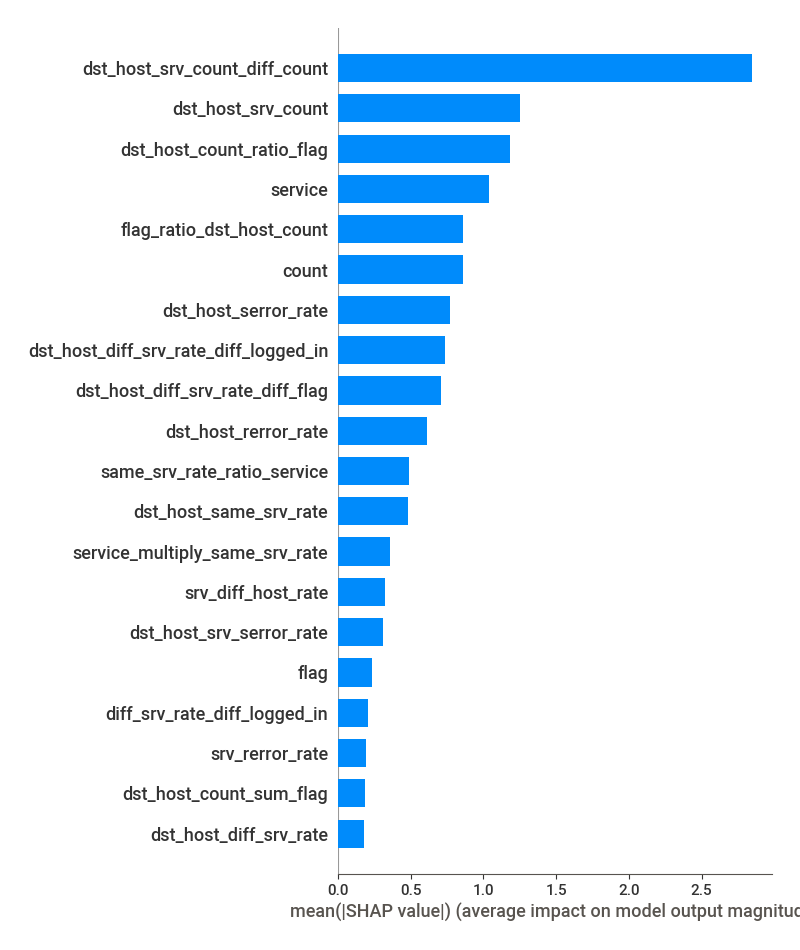 dst_host_srv_count_diff_count
dst_host_srv_count
dst_host_count_ratio_flag
service
flag_ratio_dst_host_count
count
dst_host_serror_rate
dst_host_diff_srv_rate_diff_logged_in
dst_host_diff_srv_rate_diff_flag
dst_host_rerror_rate
same_srv_rate_ratio_service
dst_host_same_srv_rate
service_multiply_same_srv_rate
srv_diff_host_rate
dst_host_srv_serror_rate
flag
diff_srv_rate_diff_logged_in
srv_rerror_rate
dst_host_count_sum_flag
dst_host_diff_srv_rate
0.0 0.5 1.0 1.5 2.0 2.5
mean(|SHAP value|) (average impact on model output magnitud